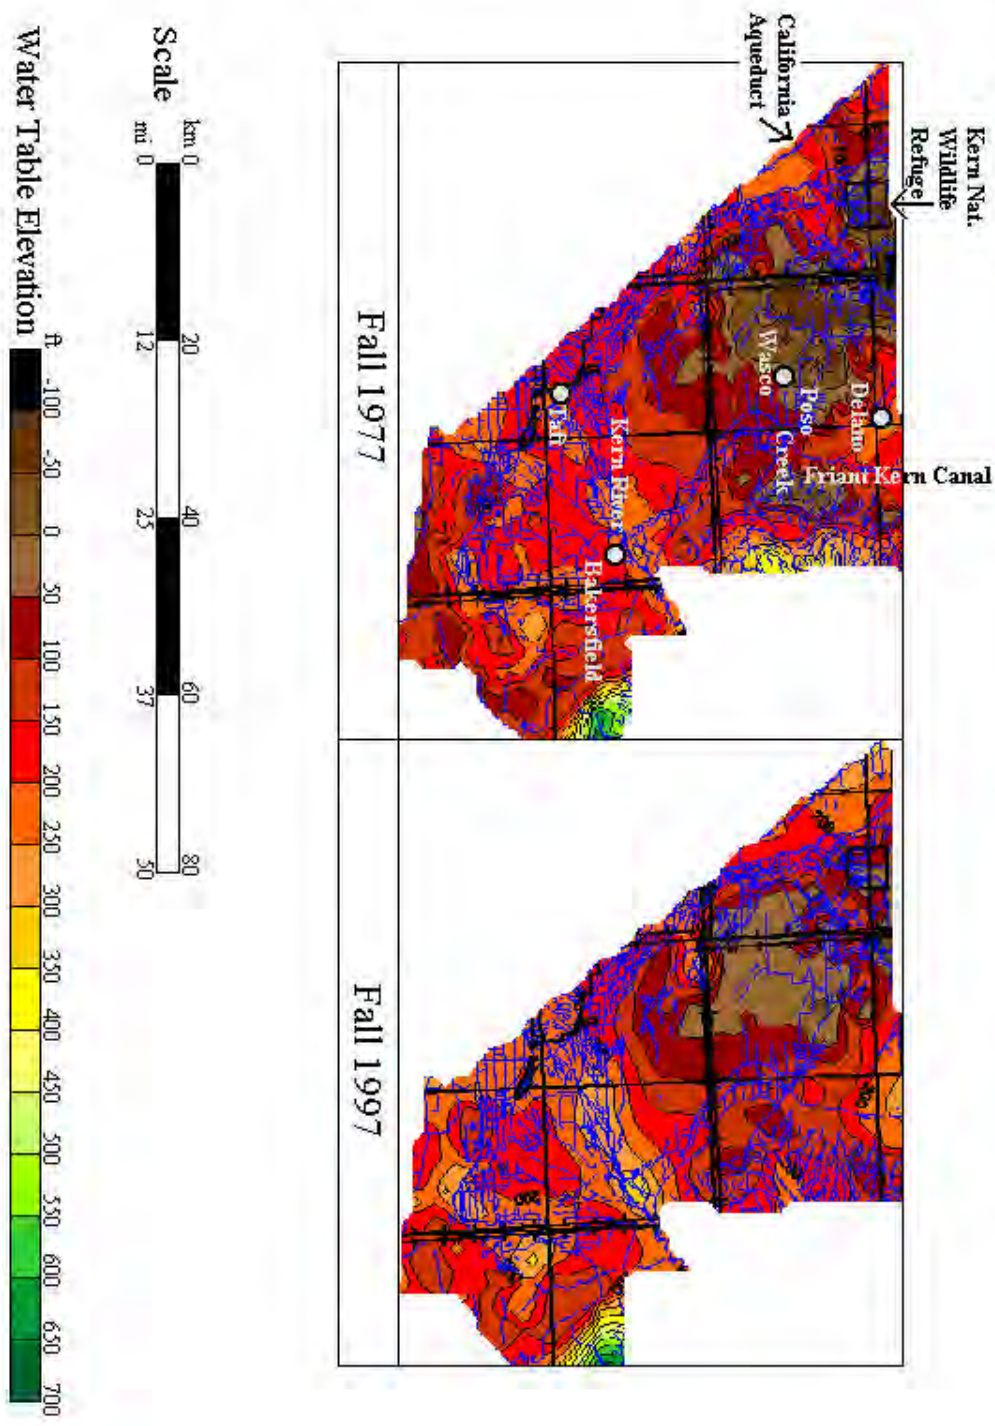 Kern Nat.
Wildlife
Refuge
California
Aqueduct
Delano
Friant Kern Canal
Poso
Creek
Wasco
Kern River
Taft
Bakersfield
200
200
Fall 1977
Fall 1997
km 0 20 40 60 80
mi 0 12 25 37 50
Scale
ft -100 -50 0 50 100 150 200 250 300 350 400 450 500 550 600 650 700
Water Table Elevation